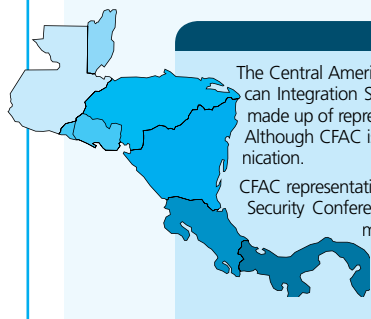 The Central Ameri
can Integration S
made up of repre
Although CFAC i
nication.
CFAC representati
Security Confere
m